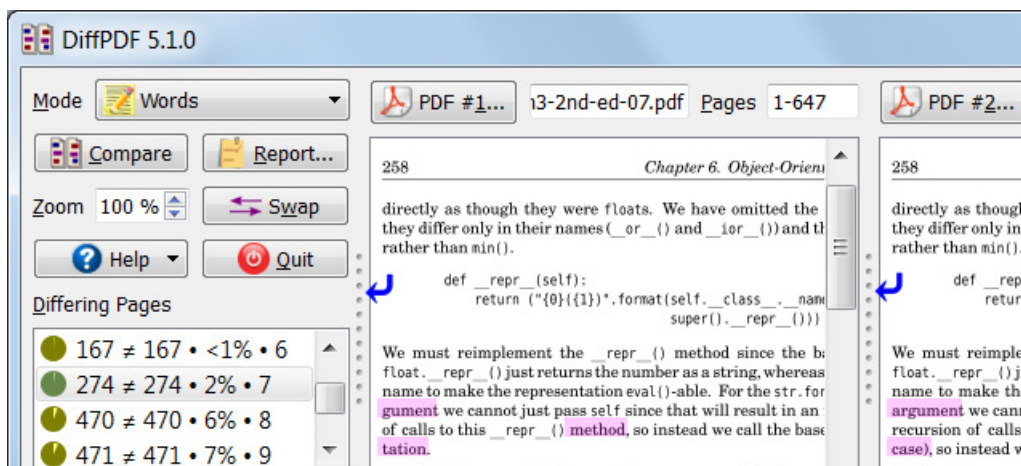 DiffPDF 5.1.0
Mode Words
Compare Report...
Zoom 100 % Swap
Help Quit
Differing Pages
167 ≠ 167 • <1% • 6
274 ≠ 274 • 2% • 7
470 ≠ 470 • 6% • 8
471 ≠ 471 • 7% • 9
PDF #1... 3-2nd-ed-07.pdf Pages 1-647
258 Chapter 6. Object-Orien
directly as though they were floats. We have omitted the
they differ only in their names (__or__() and __ior__()) and th
rather than min().
def __repr__(self):
return ("{0}({1})".format(self.__class__.__nam
super().__repr__()))
We must reimplement the __repr__() method since the b
float.__repr__() just returns the number as a string, whereas
name to make the representation eval()-able. For the str.for
gument we cannot just pass self since that will result in an
of calls to this __repr__() method, so instead we call the base
tation.
PDF #2...
258
directly as though
they differ only in
rather than min().
def __rep
retur
We must reimple
float.__repr__() j
name to make th
argument we cann
recursion of calls
case), so instead w